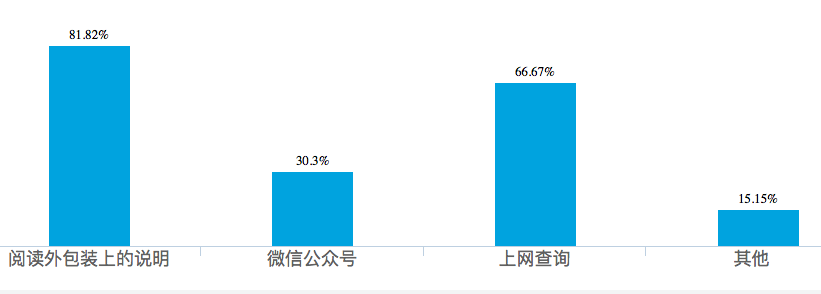 81.82%
30.3%
66.67%
15.15%
阅读外包装上的说明
微信公众号
上网查询
其他